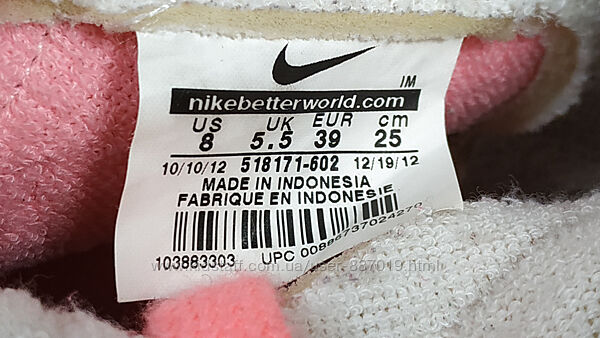 IM
nikebetterworld.com
US UK EUR cm
8 5.5 39 25
10/10/12 518171-602 12/19/12
MADE IN INDONESIA
FABRIQUE EN INDONESIE
103883303 UPC